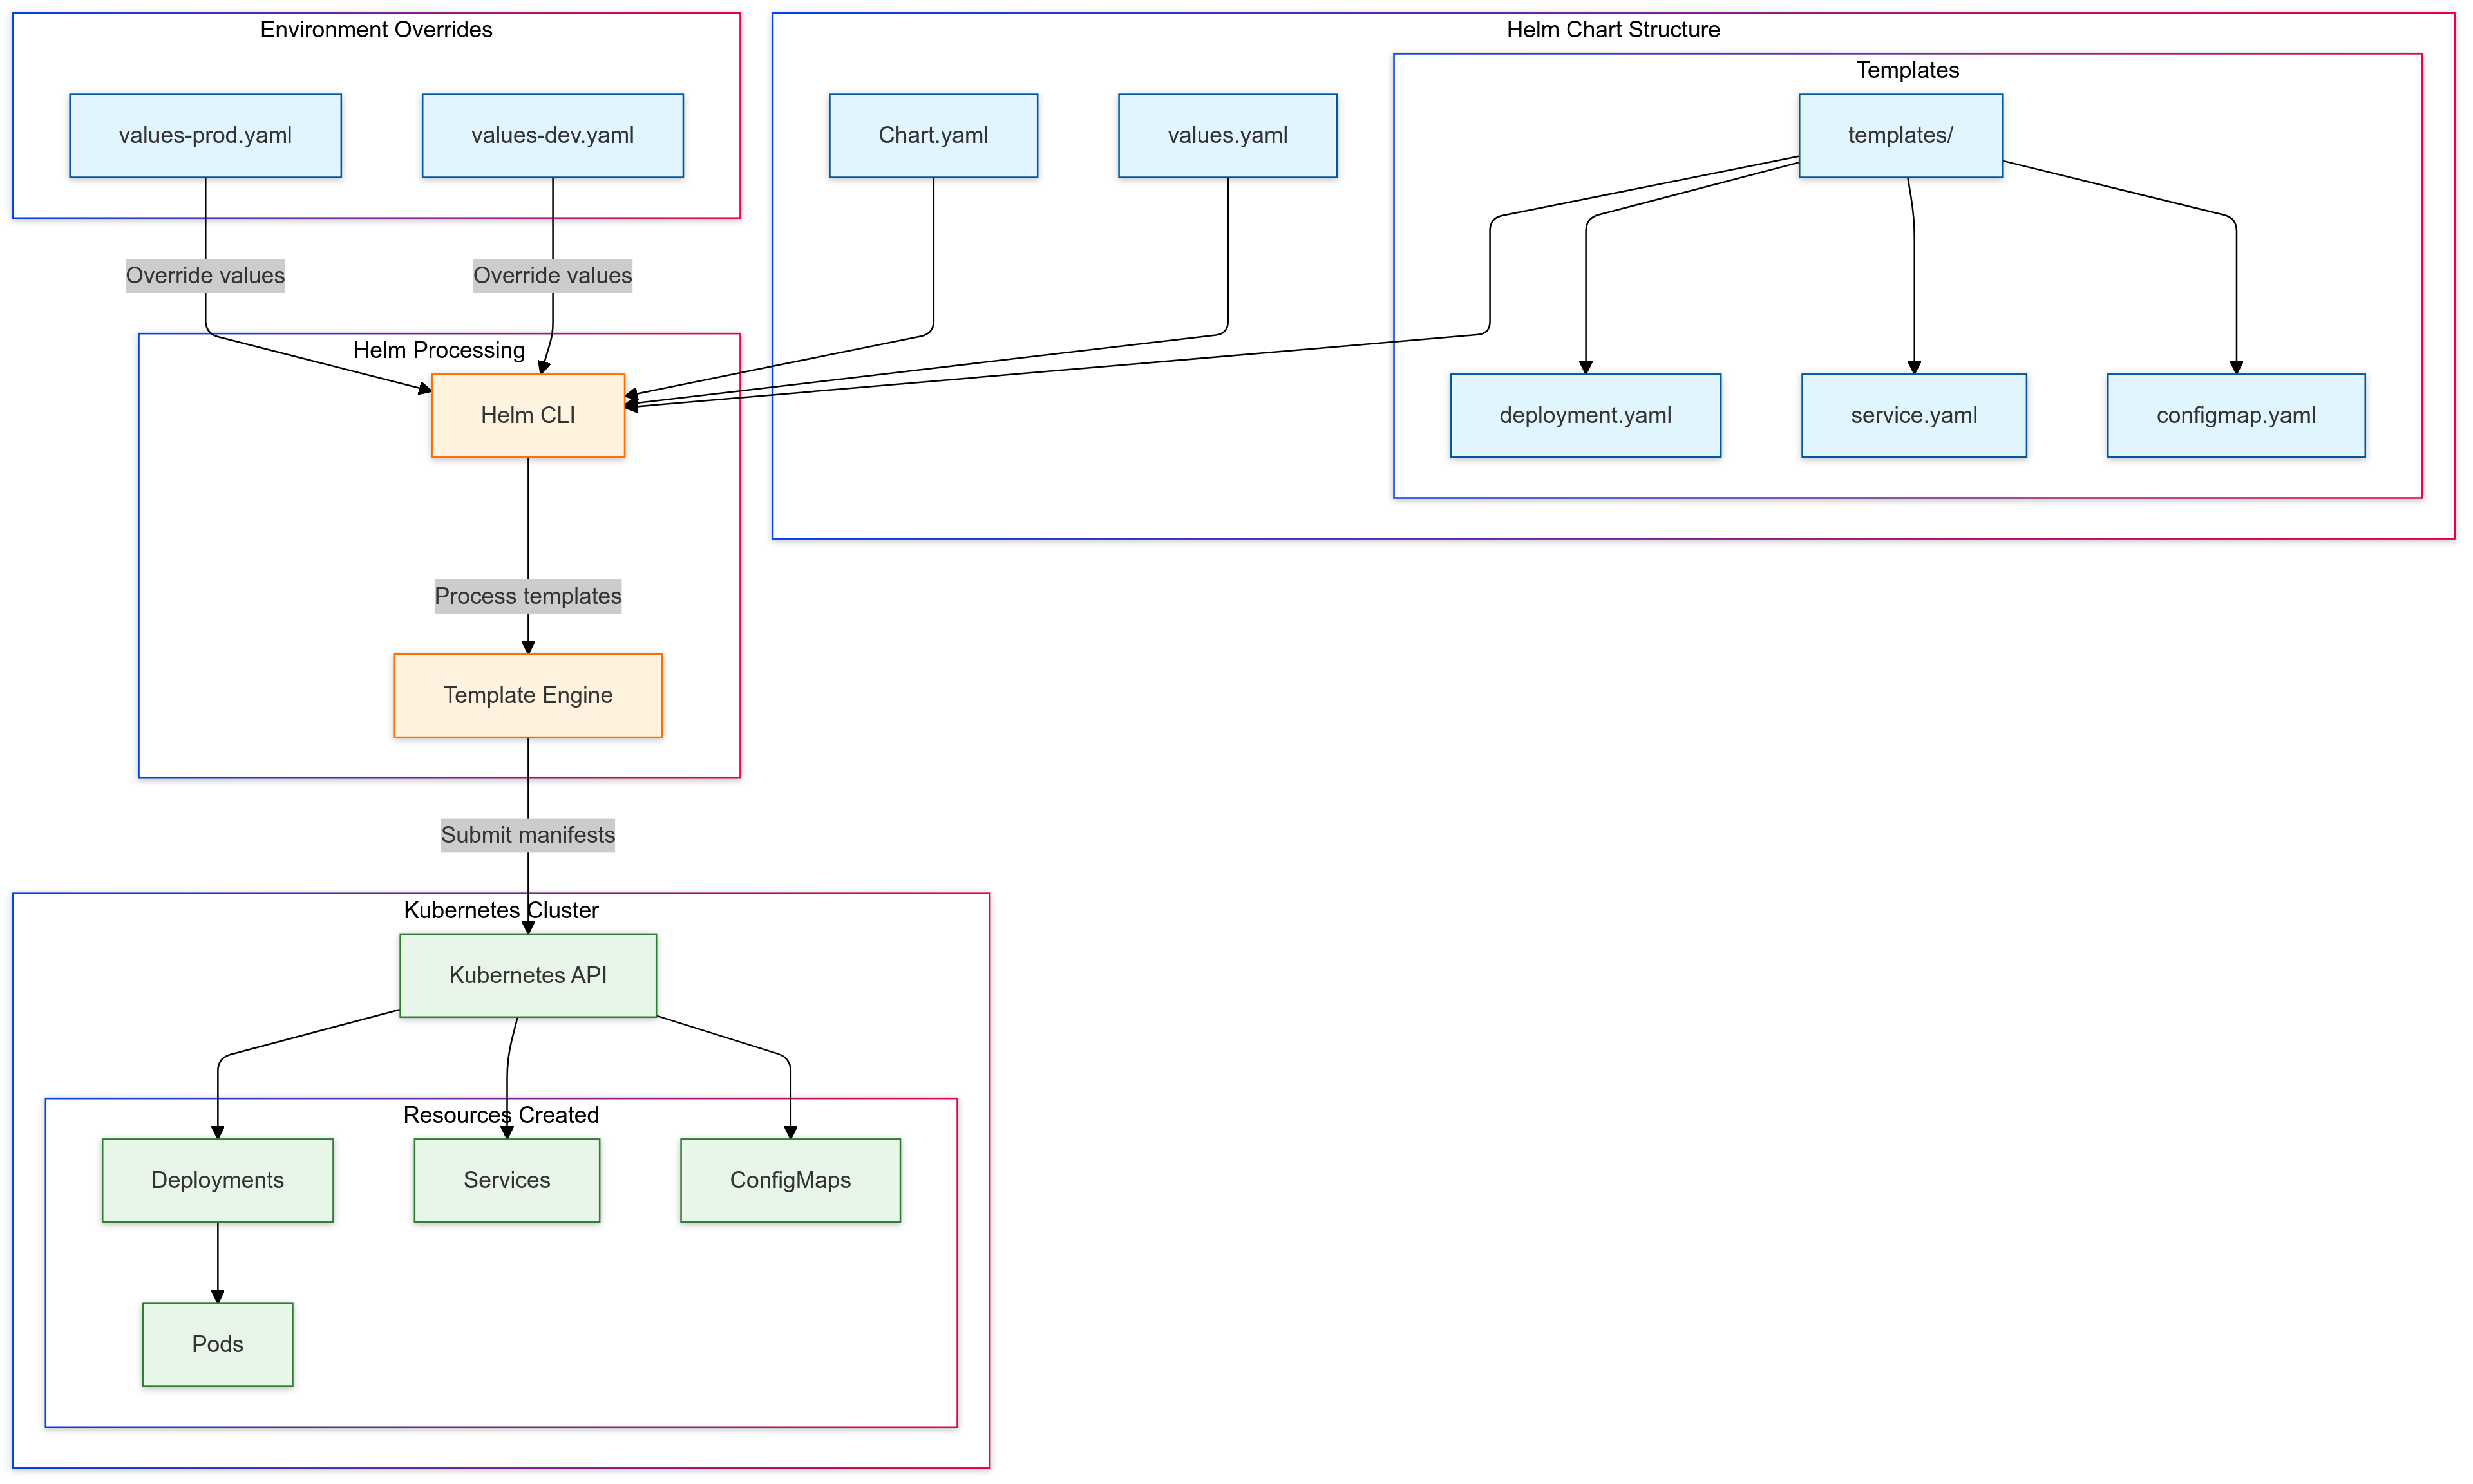 Environment Overrides
values-prod.yaml
values-dev.yaml
Override values
Override values
Helm Chart Structure
Chart.yaml
values.yaml
Templates
templates/
deployment.yaml
service.yaml
configmap.yaml
Helm Processing
Helm CLI
Process templates
Template Engine
Submit manifests
Kubernetes Cluster
Kubernetes API
Resources Created
Deployments
Services
ConfigMaps
Pods